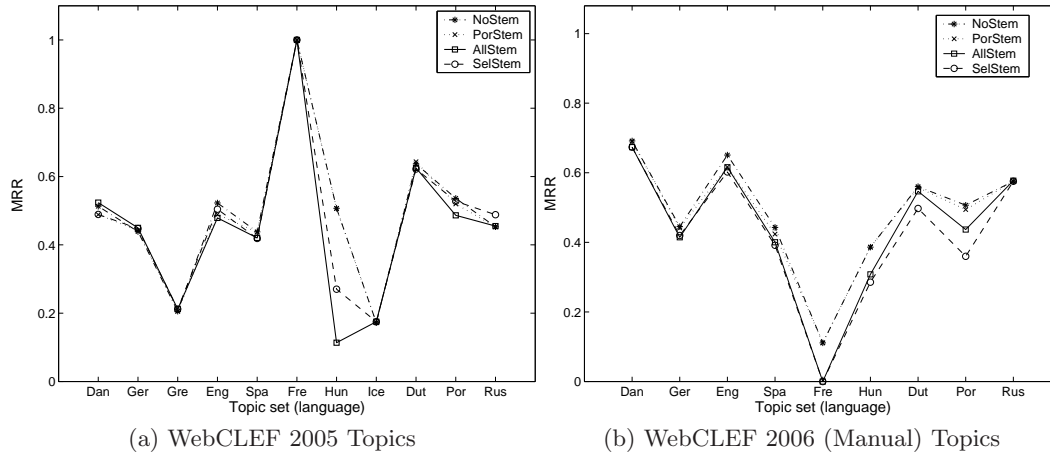 NoStem
PorStem
AllStem
SelStem
1
0.8
0.6
0.4
0.2
0
MRR
Dan Ger Gre Eng Spa Fre Hun Ice Dut Por Rus
Topic set (language)
(a) WebCLEF 2005 Topics
NoStem
PorStem
AllStem
SelStem
1
0.8
0.6
0.4
0.2
0
MRR
Dan Ger Eng Spa Fre Hun Dut Por Rus
Topic set (language)
(b) WebCLEF 2006 (Manual) Topics